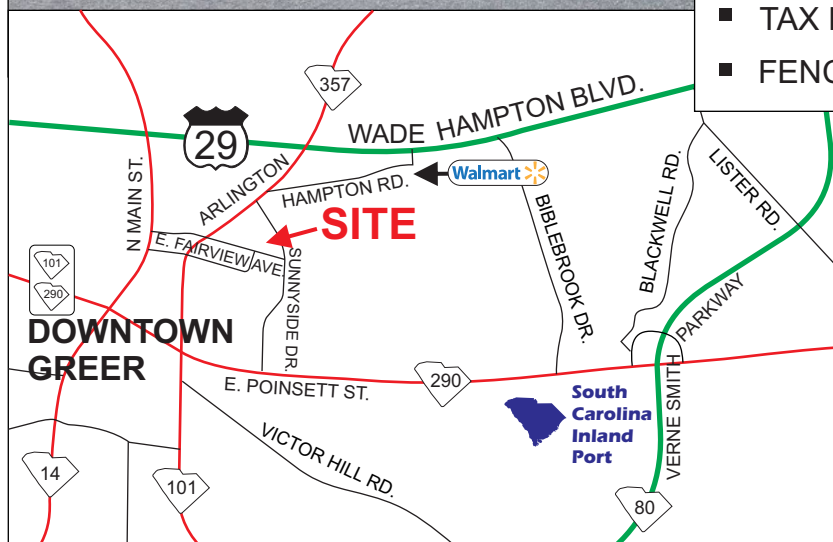 TAX
FENC
357
WADE HAMPTON BLVD.
29
ARLINGTON
HAMPTON RD.
Walmart
N MAIN ST.
SITE
E. FAIRVIEW AVE.
SUNNYSIDE DR.
BIBLEBROOK DR.
BLACKWELL RD.
LISTER RD.
101
290
DOWNTOWN
GREER
PARKWAY
VERNE SMITH
E. POINSETT ST.
290
South
Carolina
Inland
Port
VICTOR HILL RD.
14
101
80